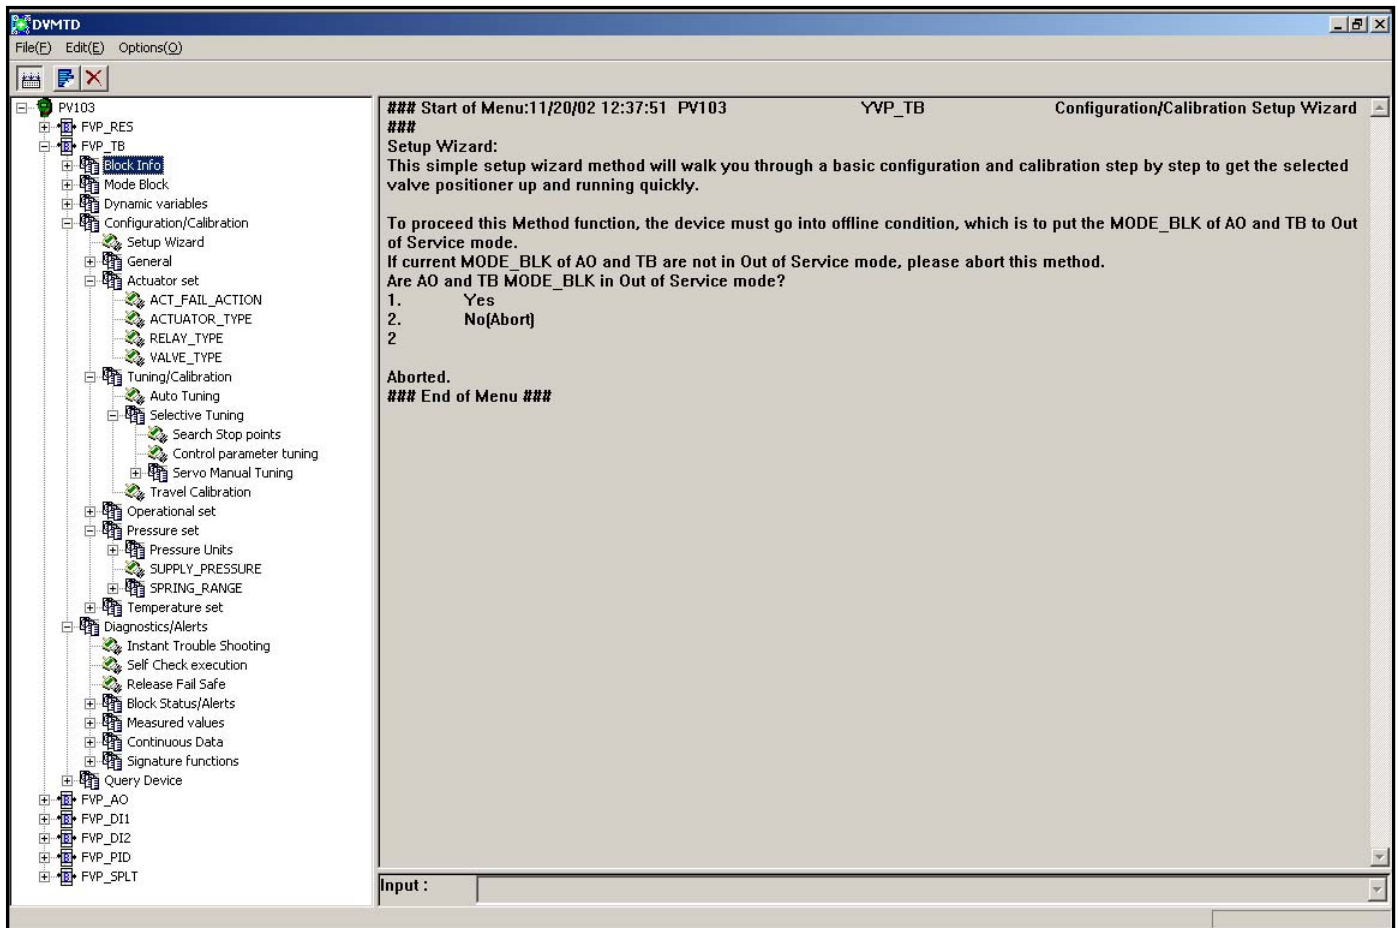 DVMTD
File(F) Edit(E) Options(O)
PV103
FVP_RES
FVP_TB
Block Info
Mode Block
Dynamic variables
Configuration/Calibration
Setup Wizard
General
Actuator set
ACT_FAIL_ACTION
ACTUATOR_TYPE
RELAY_TYPE
VALVE_TYPE
Tuning/Calibration
Auto Tuning
Selective Tuning
Search Stop points
Control parameter tuning
Servo Manual Tuning
Travel Calibration
Operational set
Pressure set
Pressure Units
SUPPLY_PRESSURE
SPRING_RANGE
Temperature set
Diagnostics/Alerts
Instant Trouble Shooting
Self Check execution
Release Fail Safe
Block Status/Alerts
Measured values
Continuous Data
Signature functions
Query Device
FVP_AO
FVP_DI1
FVP_DI2
FVP_PID
FVP_SPLT
### Start of Menu:11/20/02 12:37:51 PV103 YVP_TB Configuration/Calibration Setup Wizard
###
Setup Wizard:
This simple setup wizard method will walk you through a basic configuration and calibration step by step to get the selected
valve positioner up and running quickly.
To proceed this Method function, the device must go into offline condition, which is to put the MODE_BLK of AO and TB to Out
of Service mode.
If current MODE_BLK of AO and TB are not in Out of Service mode, please abort this method.
Are AO and TB MODE_BLK in Out of Service mode?
1. Yes
2. No(Abort)
2
Aborted.
### End of Menu ###
Input :